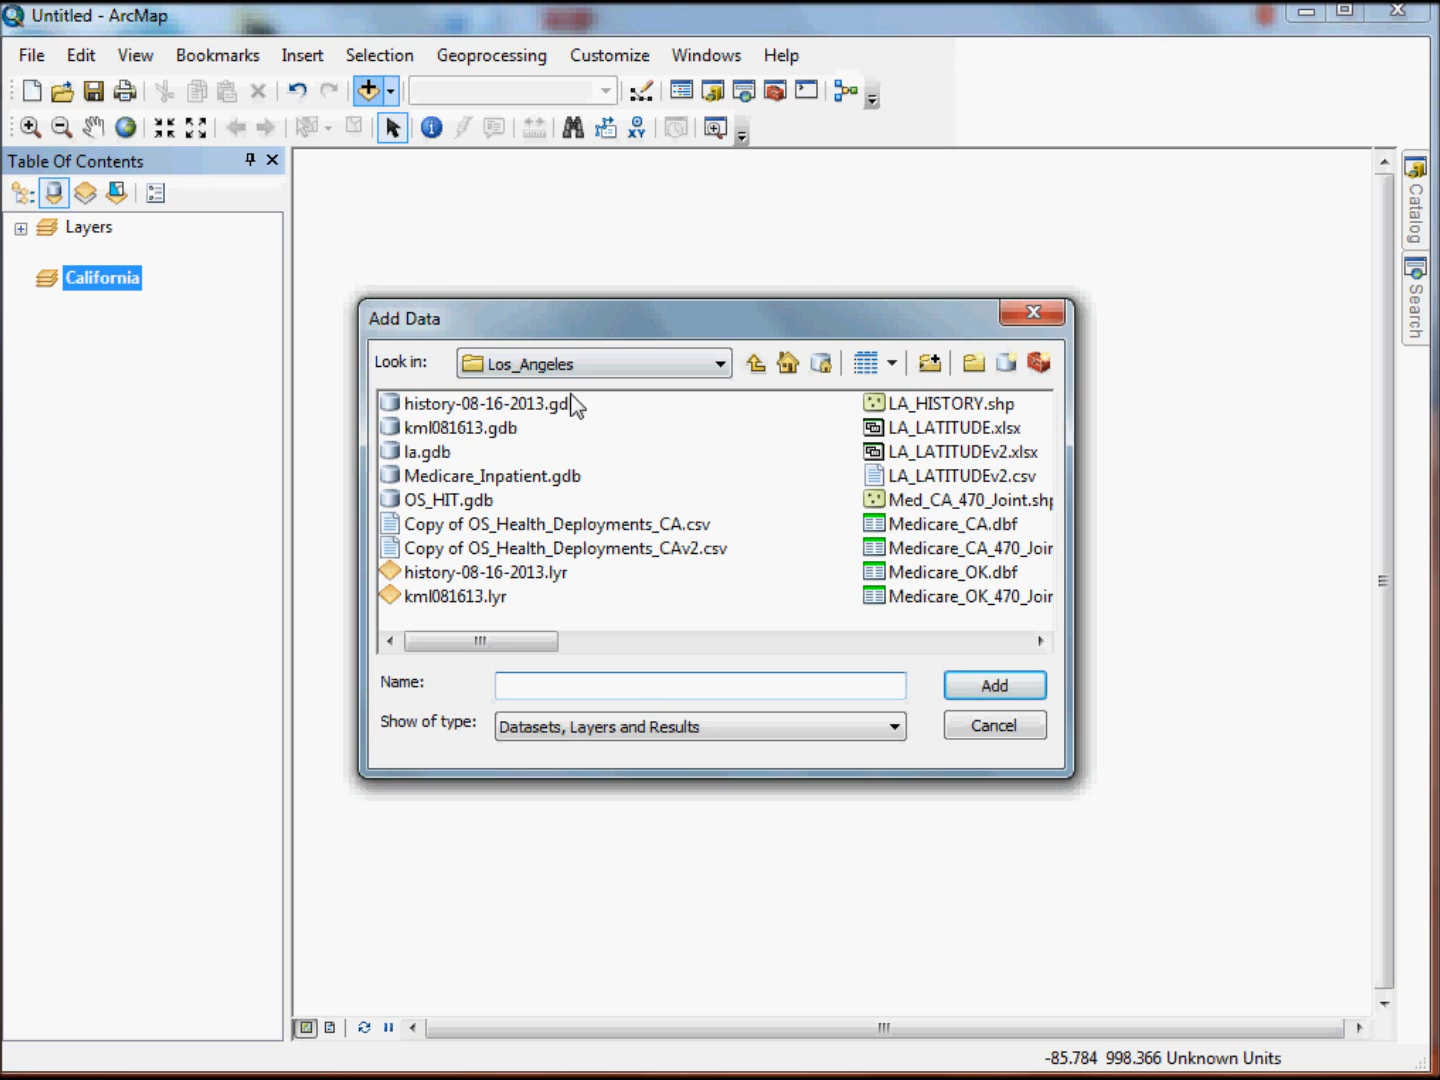 Untitled - ArcMap
File Edit View Bookmarks Insert Selection Geoprocessing Customize Windows Help
Table Of Contents
Layers
California
Catalog
Search
Add Data
Look in: Los_Angeles
history-08-16-2013.gd
kml081613.gdb
la.gdb
Medicare_Inpatient.gdb
OS_HIT.gdb
Copy of OS_Health_Deployments_CA.csv
Copy of OS_Health_Deployments_CAv2.csv
history-08-16-2013.lyr
kml081613.lyr
LA_HISTORY.shp
LA_LATITUDE.xlsx
LA_LATITUDEv2.xlsx
LA_LATITUDEv2.csv
Med_CA_470_Joint.shp
Medicare_CA.dbf
Medicare_CA_470_Joir
Medicare_OK.dbf
Medicare_OK_470_Joir
Name:
Add
Show of type: Datasets, Layers and Results
Cancel
-85.784 998.366 Unknown Units